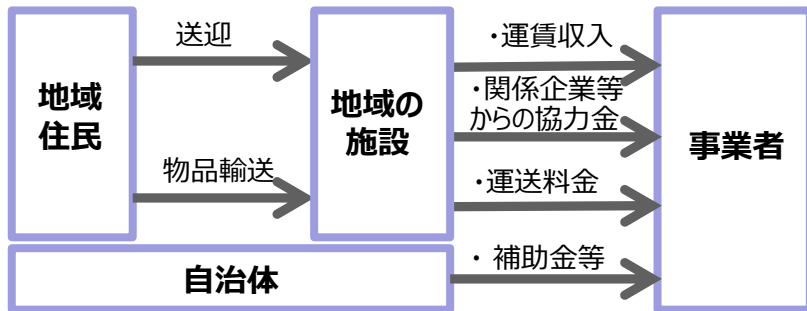 送迎
・運賃収入
地域
住民
地域の
施設
・関係企業等
からの協力金
事業者
物品輸送
・運送料金
自治体
・ 補助金等